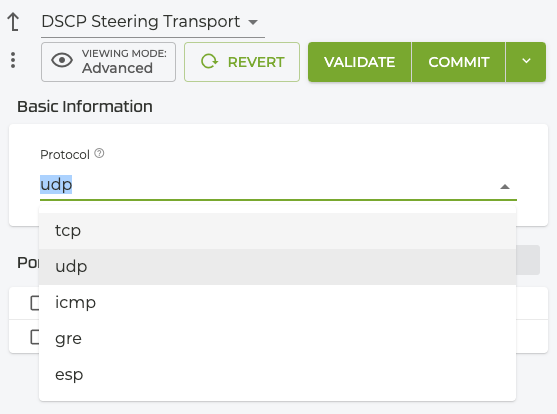 DSCP Steering Transport
VIEWING MODE:
Advanced
REVERT
VALIDATE
COMMIT
Basic Information
Protocol
udp
tcp
udp
Po
icmp
gre
esp